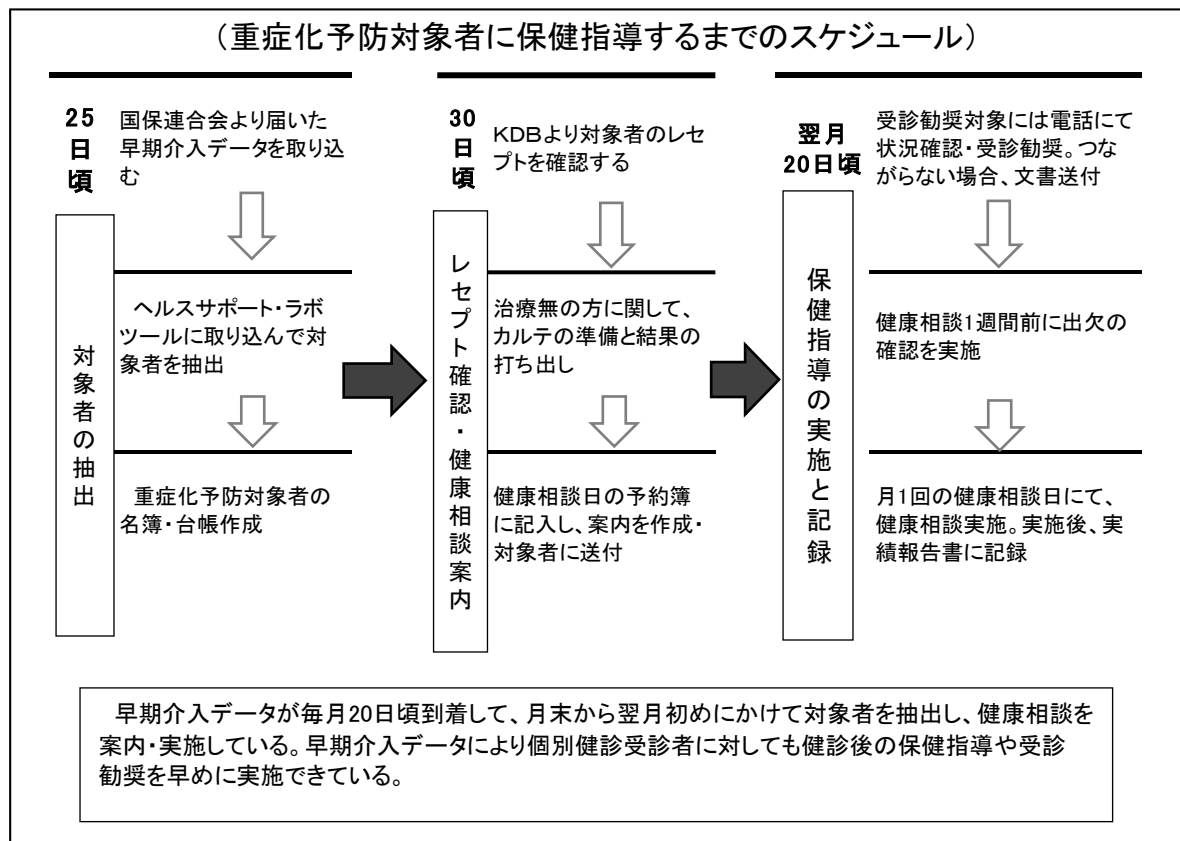 （重症化予防対象者に保健指導するまでのスケジュール）
25日頃
国保連合会より届いた
早期介入データを取り込
む
対象者の抽出
ヘルスサポート・ラボ
ツールに取り込んで対
象者を抽出
重症化予防対象者の
名簿・台帳作成
30日頃
KDBより対象者のレセ
プトを確認する
レセプト確認・健康相談案内
治療無の方に関して、
カルテの準備と結果の
打ち出し
健康相談日の予約簿
に記入し、案内を作成・
対象者に送付
翌月
20日頃
受診勧奨対象には電話にて
状況確認・受診勧奨。つな
がらない場合、文書送付
保健指導の実施と記録
健康相談1週間前に出欠の
確認を実施
月1回の健康相談日にて、
健康相談実施。実施後、実
績報告書に記録
早期介入データが毎月20日頃到着して、月末から翌月初めにかけて対象者を抽出し、健康相談を
案内・実施している。早期介入データにより個別健診受診者に対しても健診後の保健指導や受診
勧奨を早めに実施できている。